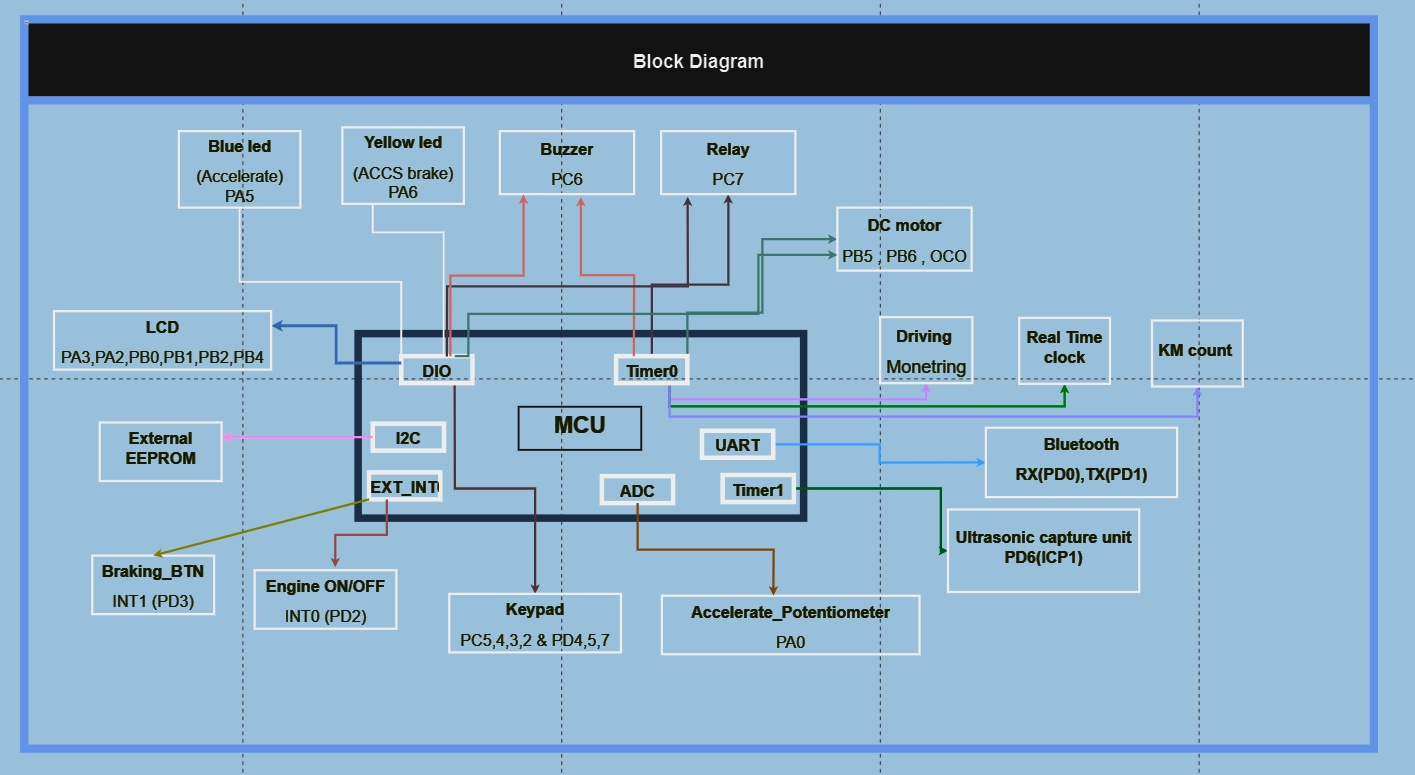 Block Diagram
Blue led
(Accelerate)
PA5
Yellow led
(ACCS brake)
PA6
Buzzer
PC6
Relay
PC7
DC motor
PB5 , PB6 , OCO
LCD
PA3,PA2,PB0,PB1,PB2,PB4
DIO
Timer0
Driving
Monetring
Real Time
clock
KM count
External
EEPROM
I2C
MCU
UART
Bluetooth
RX(PD0),TX(PD1)
EXT_INT
ADC
Timer1
Ultrasonic capture unit
PD6(ICP1)
Braking_BTN
INT1 (PD3)
Engine ON/OFF
INT0 (PD2)
Keypad
PC5,4,3,2 & PD4,5,7
Accelerate_Potentiometer
PA0